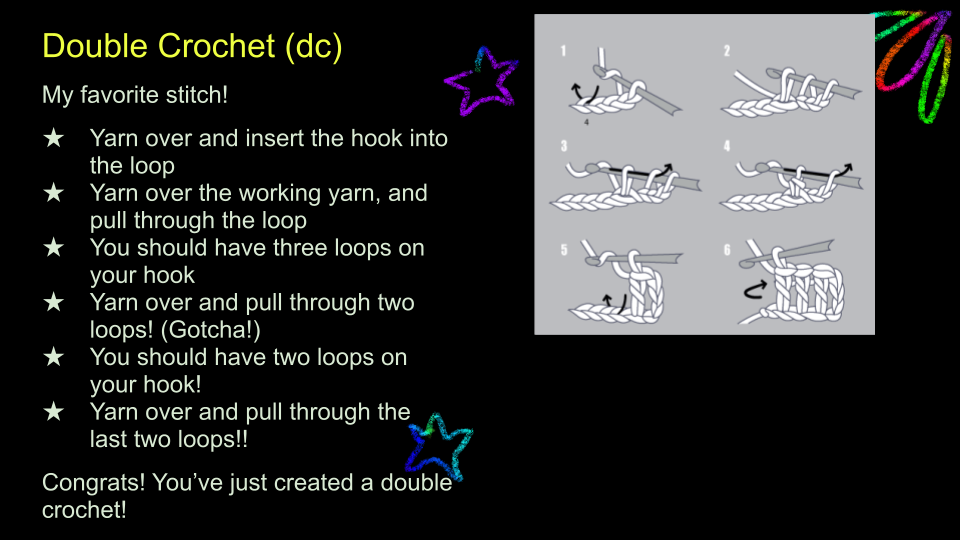 Double Crochet (dc)
My favorite stitch!
★ Yarn over and insert the hook into
the loop
★ Yarn over the working yarn, and
pull through the loop
★ You should have three loops on
your hook
★ Yarn over and pull through two
loops! (Gotcha!)
★ You should have two loops on
your hook!
★ Yarn over and pull through the
last two loops!!
Congrats! You’ve just created a double
crochet!
1
2
4
3
4
5
6